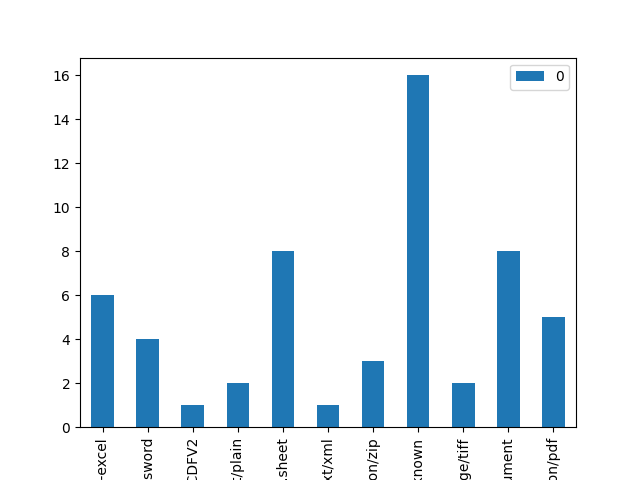 0
16
14
12
10
8
6
4
2
0
-excel
sword
CDFV2
t/plain
.sheet
xt/xml
on/zip
known
ge/tiff
ument
on/pdf